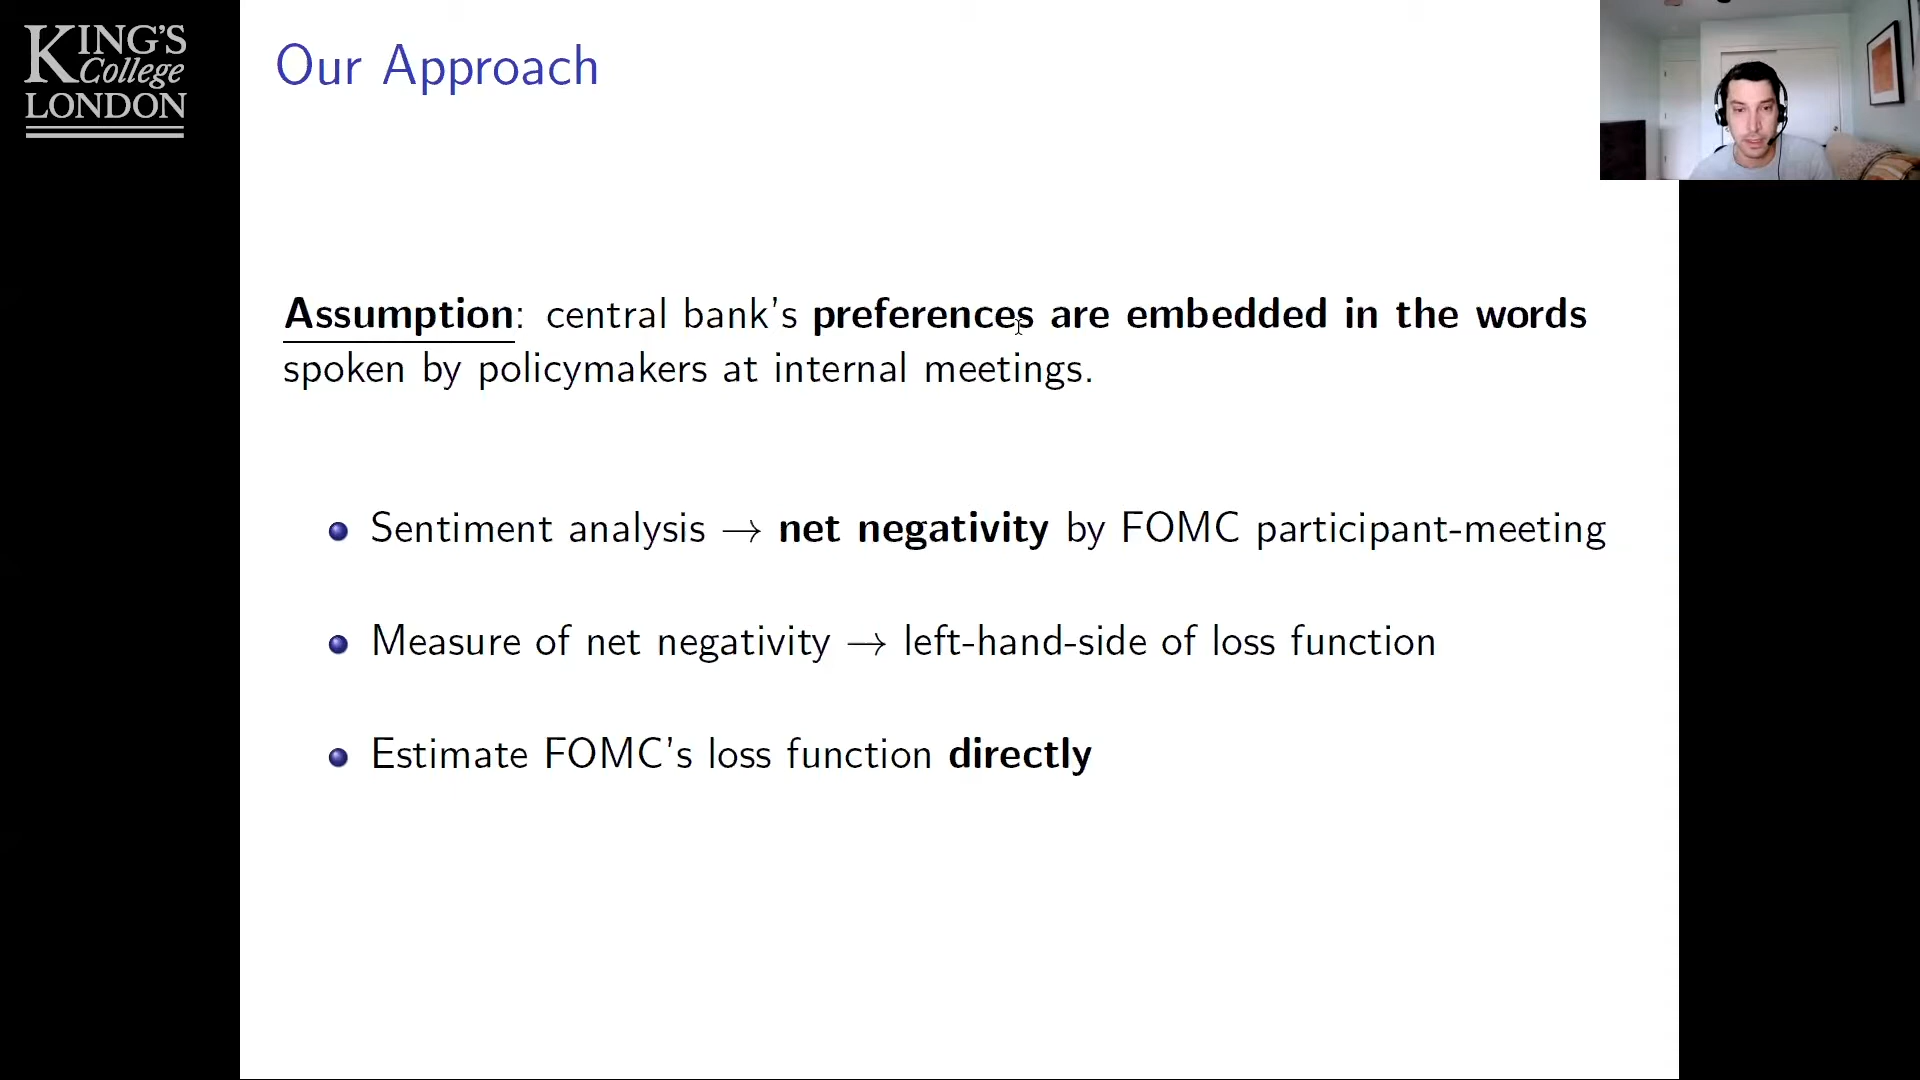 KING'S
College
LONDON
Our Approach
Assumption: central bank's preferences are embedded in the words
spoken by policymakers at internal meetings.
Sentiment analysis → net negativity by FOMC participant-meeting
Measure of net negativity → left-hand-side of loss function
Estimate FOMC's loss function directly